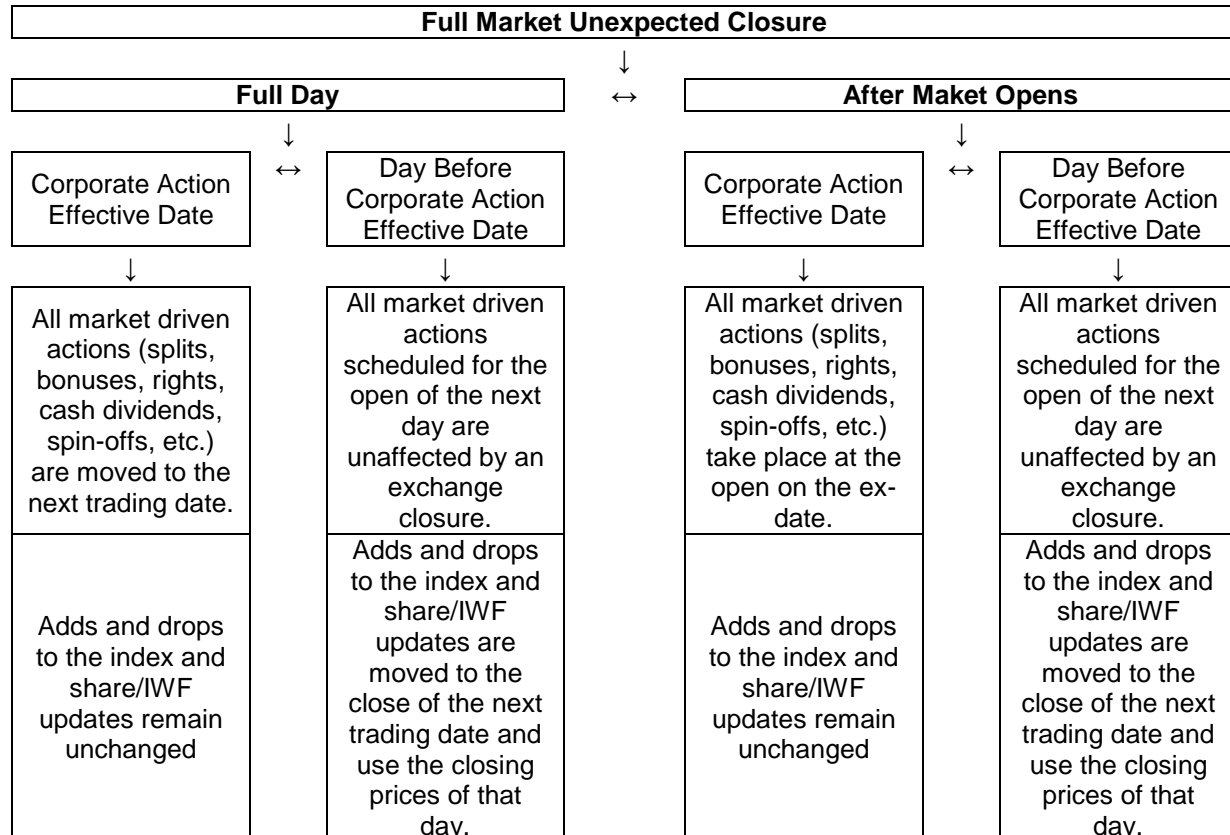 Full Market Unexpected Closure
↓
Full Day
↔
After Maket Opens
↓
↓
Corporate Action
Effective Date
↔
Day Before
Corporate Action
Effective Date
Corporate Action
Effective Date
↔
Day Before
Corporate Action
Effective Date
↓
↓
↓
↓
All market driven
actions (splits,
bonuses, rights,
cash dividends,
spin-offs, etc.)
are moved to the
next trading date.
All market driven
actions
scheduled for the
open of the next
day are
unaffected by an
exchange
closure.
All market driven
actions (splits,
bonuses, rights,
cash dividends,
spin-offs, etc.)
take place at the
open on the ex-
date.
All market driven
actions
scheduled for the
open of the next
day are
unaffected by an
exchange
closure.
Adds and drops
to the index and
share/IWF
updates remain
unchanged
Adds and drops
to the index and
share/IWF
updates are
moved to the
close of the next
trading date and
use the closing
prices of that
day.
Adds and drops
to the index and
share/IWF
updates remain
unchanged
Adds and drops
to the index and
share/IWF
updates are
moved to the
close of the next
trading date and
use the closing
prices of that
day.